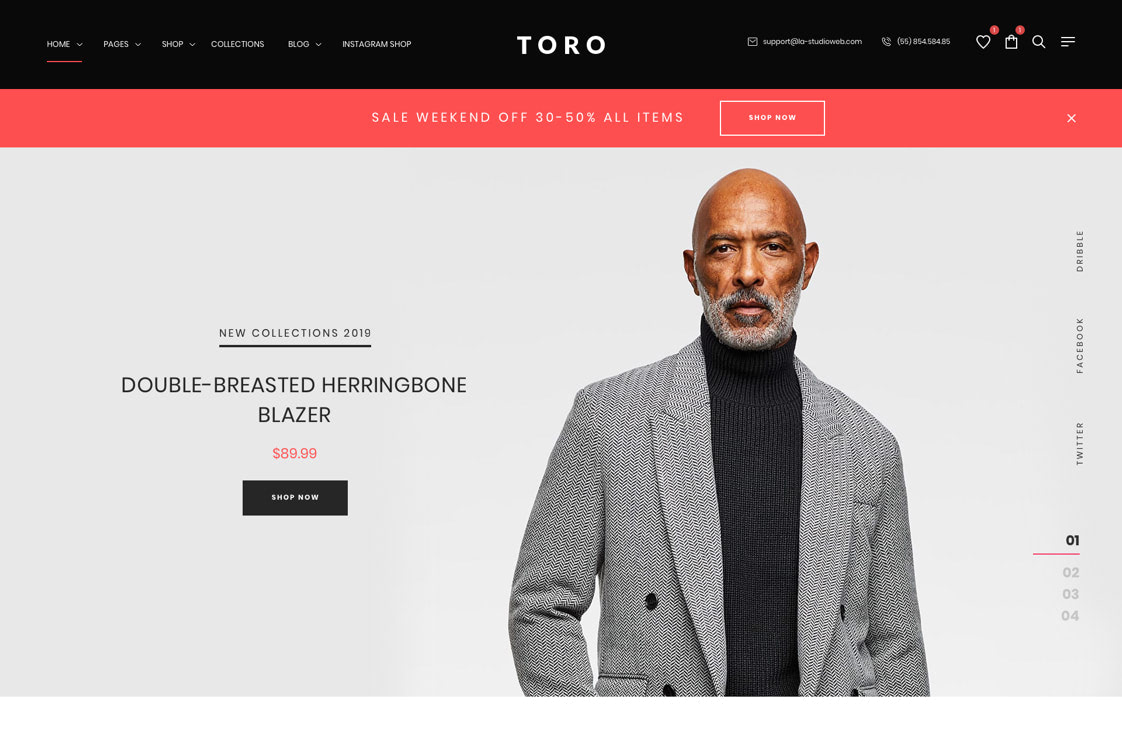 HOME
PAGES
SHOP
COLLECTIONS
BLOG
INSTAGRAM SHOP
TORO
support@la-studioweb.com
(55) 854.584.85
1
1
SALE WEEKEND OFF 30-50% ALL ITEMS
SHOP NOW
NEW COLLECTIONS 2019
DOUBLE-BREASTED HERRINGBONE
BLAZER
$89.99
SHOP NOW
DRIBBLE
FACEBOOK
TWITTER
01
02
03
04